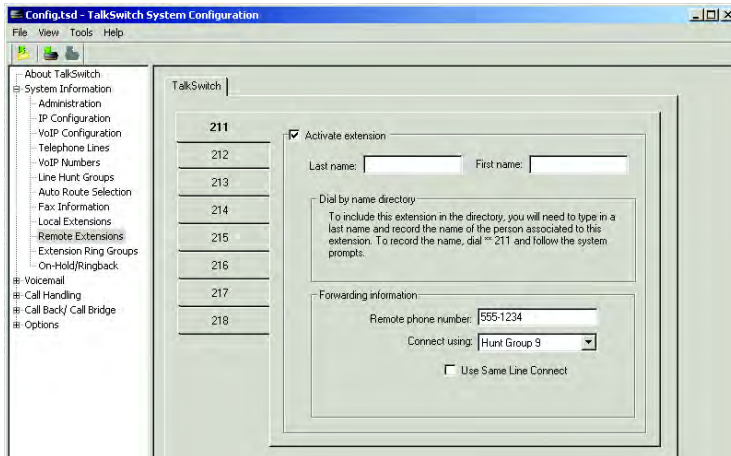 Config.tsd - TalkSwitch System Configuration
File View Tools Help
About TalkSwitch
System Information
Administration
IP Configuration
VoIP Configuration
Telephone Lines
VoIP Numbers
Line Hunt Groups
Auto Route Selection
Fax Information
Local Extensions
Remote Extensions
Extension Ring Groups
On-Hold/Ringback
Voicemail
Call Handling
Call Back/ Call Bridge
Options
TalkSwitch
211
212
213
214
215
216
217
218
Activate extension
Last name:
First name:
Dial by name directory
To include this extension in the directory, you will need to type in a
last name and record the name of the person associated to this
extension. To record the name, dial ** 211 and follow the system
prompts.
Forwarding information
Remote phone number: 555-1234
Connect using: Hunt Group 9
Use Same Line Connect